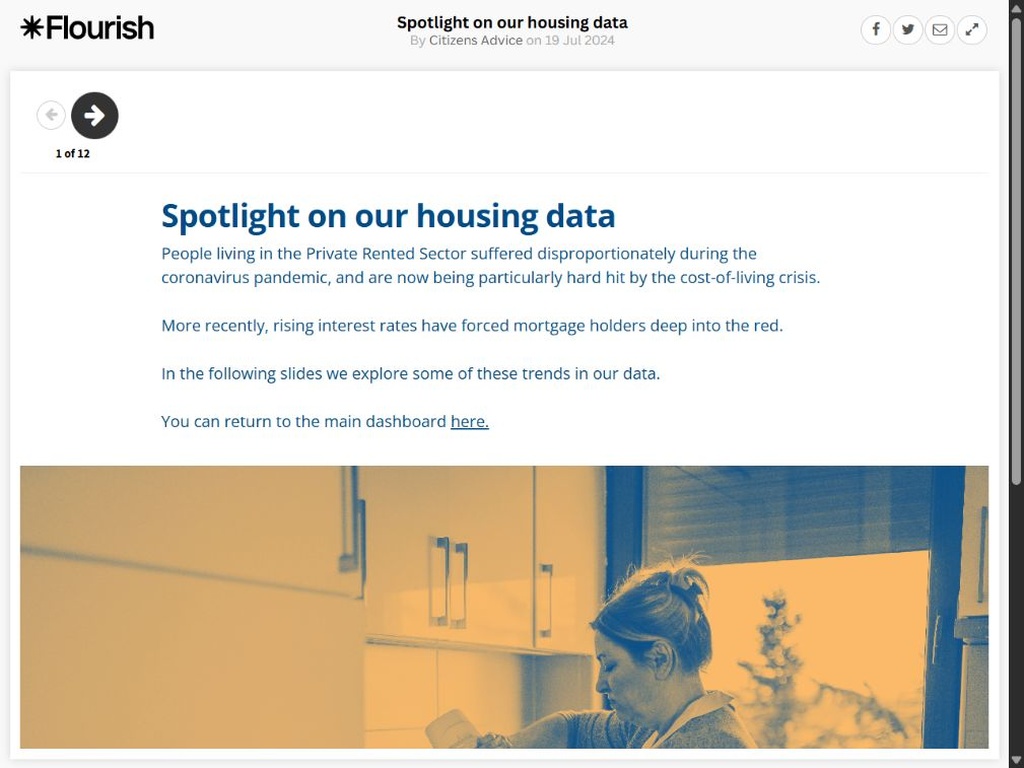 Flourish
Spotlight on our housing data
By Citizens Advice on 19 Jul 2024
1 of 12
Spotlight on our housing data
People living in the Private Rented Sector suffered disproportionately during the
coronavirus pandemic, and are now being particularly hard hit by the cost-of-living crisis.
More recently, rising interest rates have forced mortgage holders deep into the red.
In the following slides we explore some of these trends in our data.
You can return to the main dashboard here.